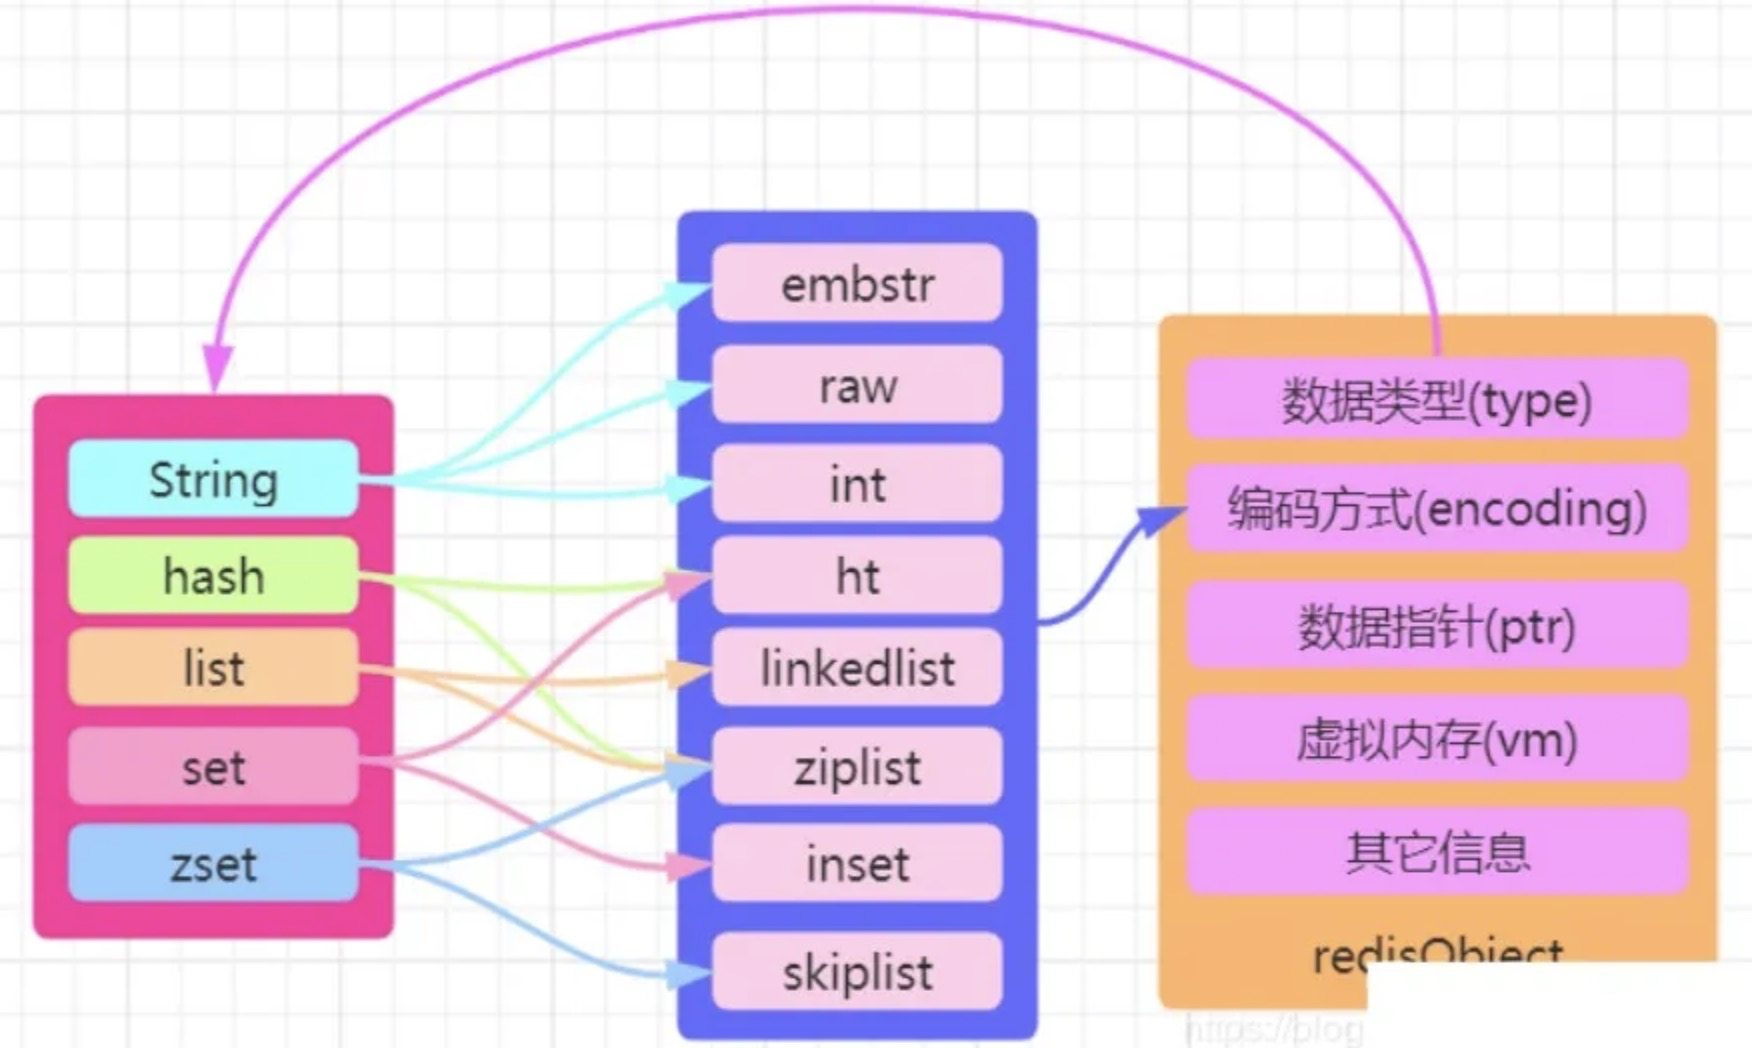 String
hash
list
set
zset
embstr
raw
int
ht
linkedlist
ziplist
inset
skiplist
数据类型(type)
编码方式(encoding)
数据指针(ptr)
虚拟内存(vm)
其它信息
redisObject
https://blog